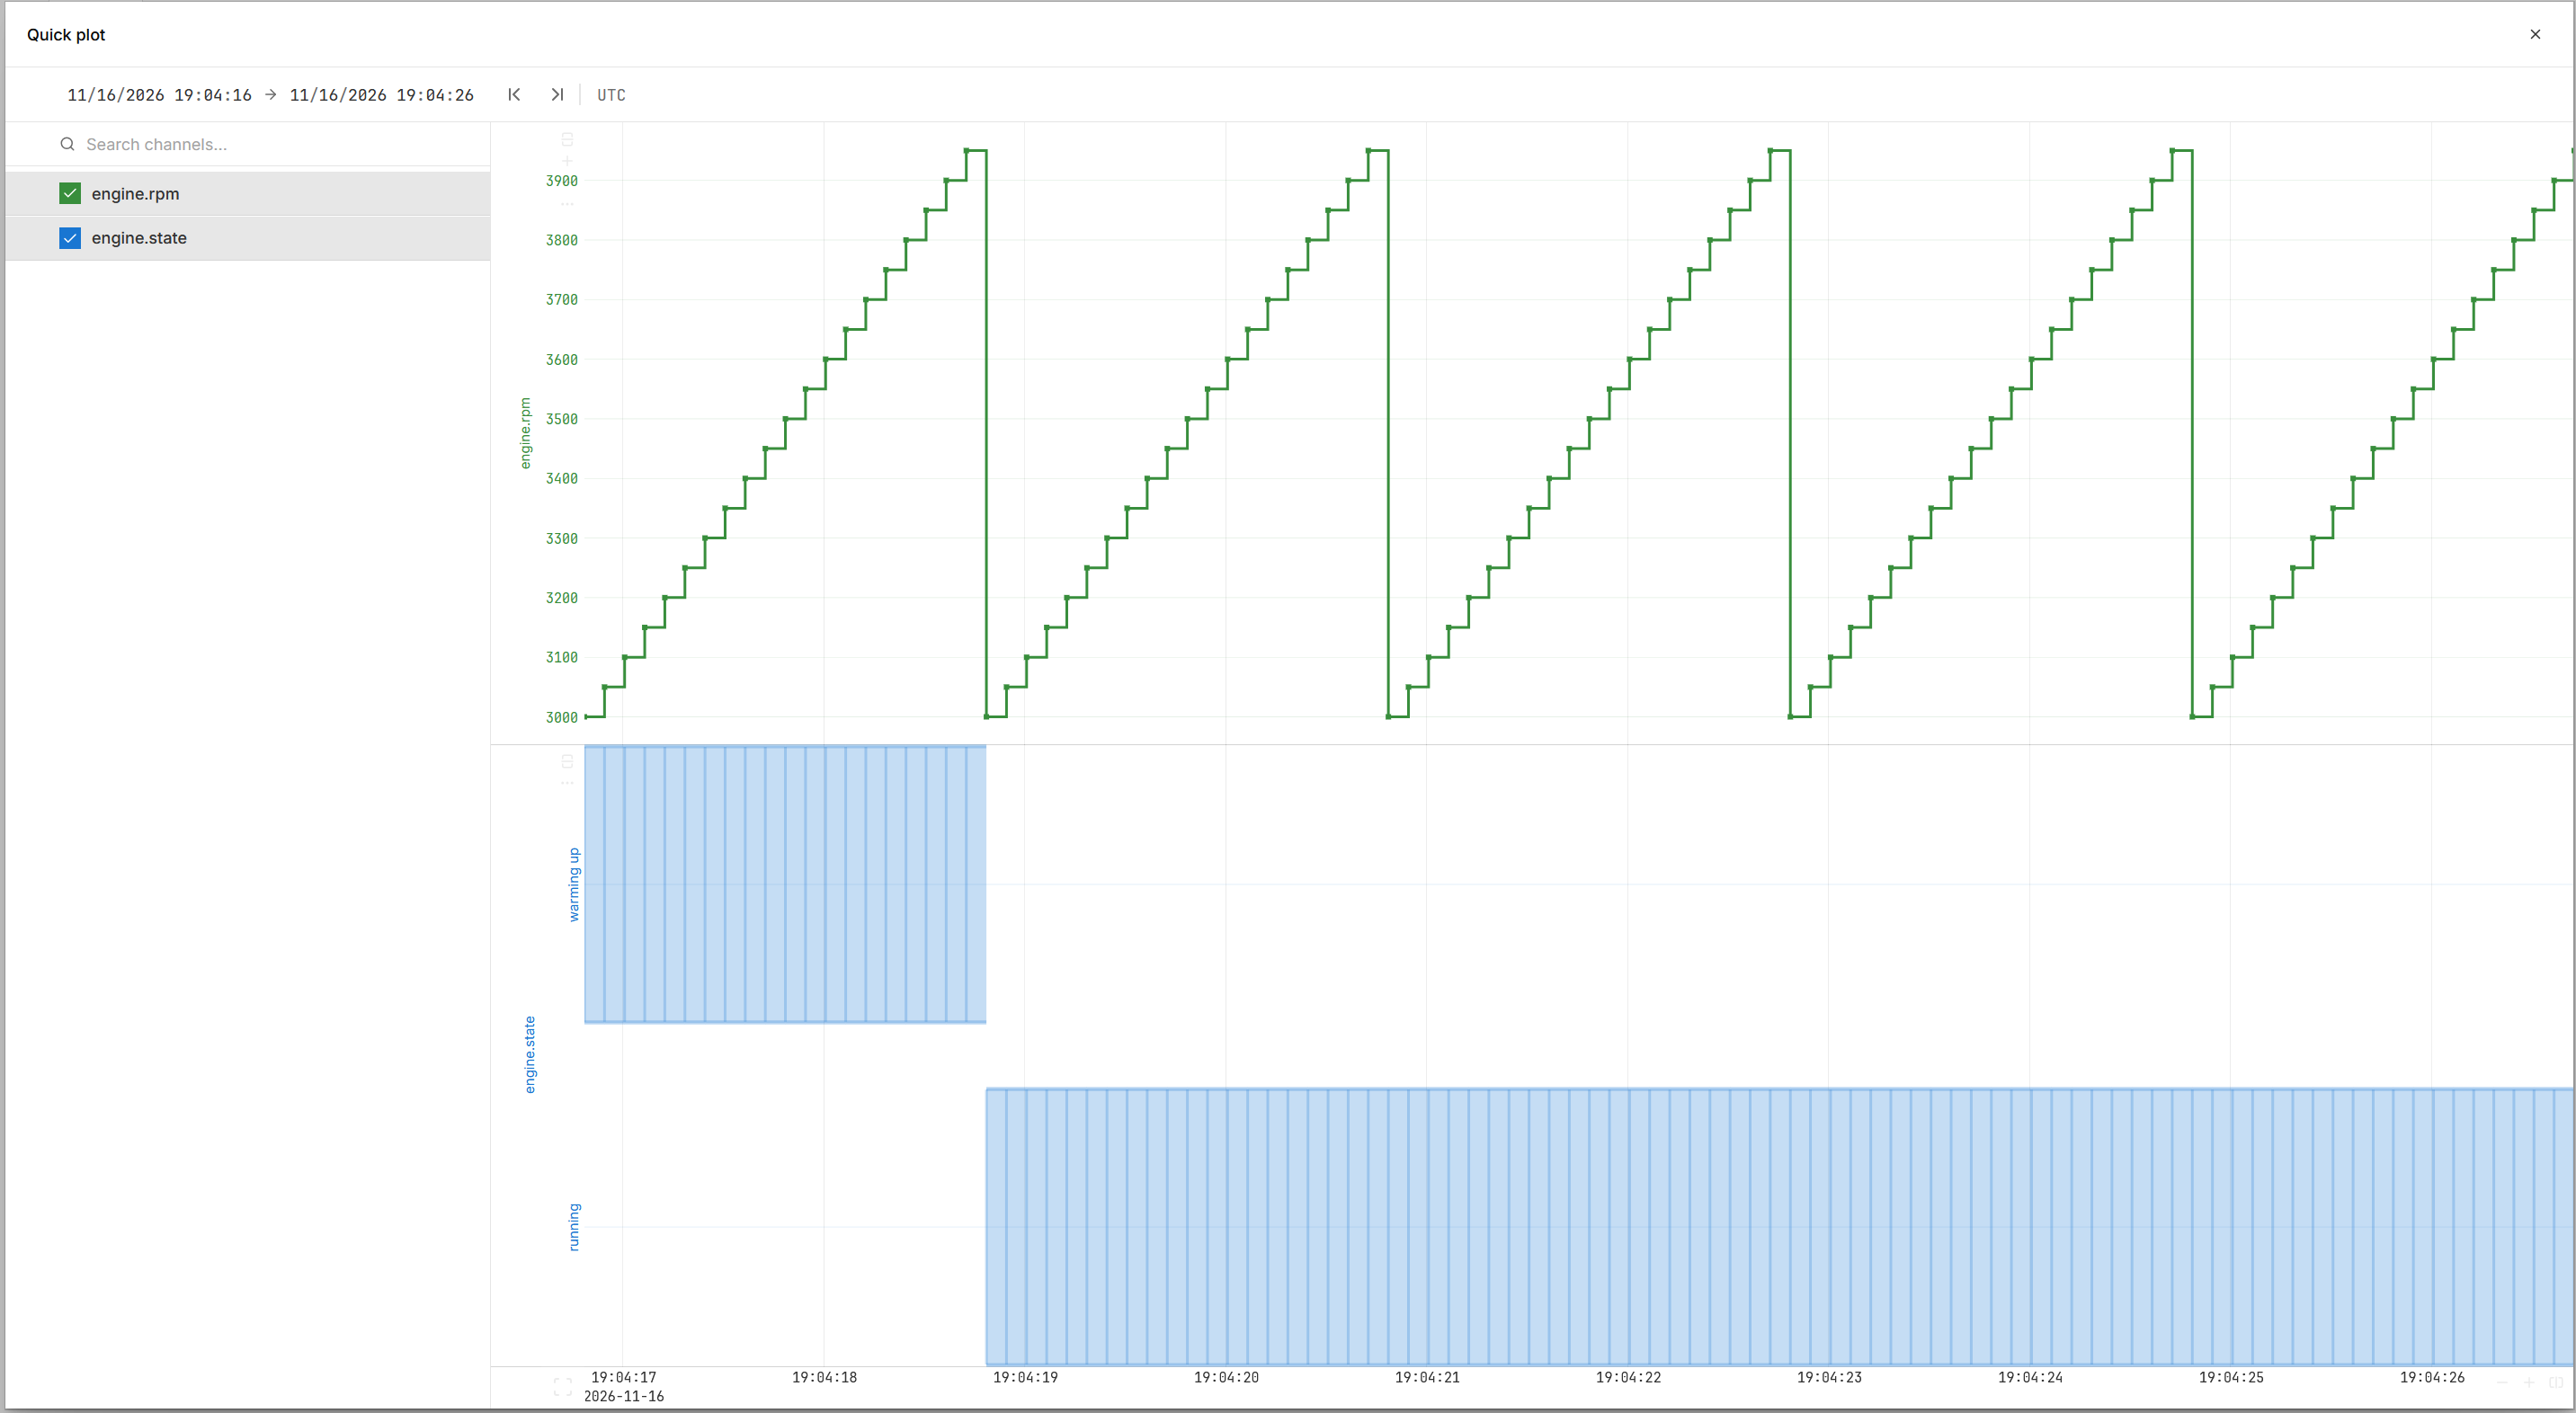 Quick plot
11/16/2026 19:04:16 → 11/16/2026 19:04:26 UTC
Search channels...
engine.rpm
engine.state
engine.rpm
3900
3800
3700
3600
3500
3400
3300
3200
3100
3000
engine.state
warming up
running
19:04:17 19:04:18 19:04:19 19:04:20 19:04:21 19:04:22 19:04:23 19:04:24 19:04:25 19:04:26
2026-11-16